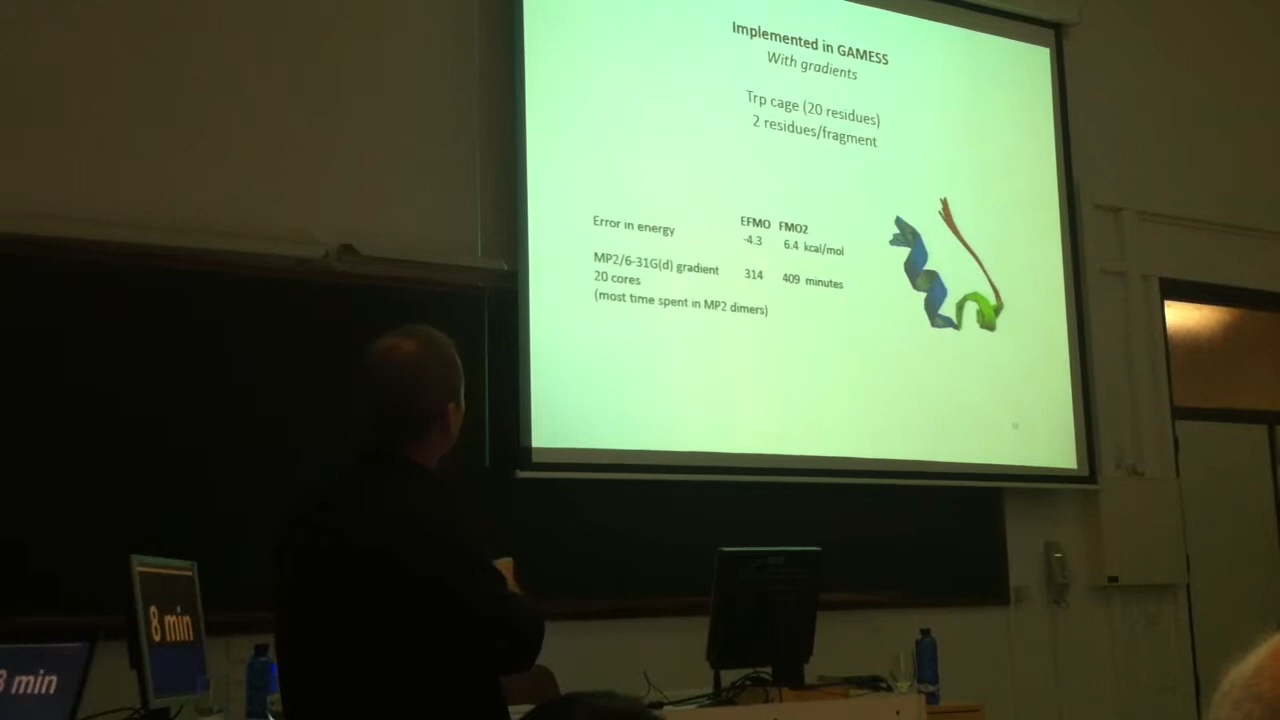 Implemented in GAMESS
With gradients
Trp cage (20 residues)
2 residues/fragment
EFMO FMO2
Error in energy -4.3 6.4 kcal/mol
MP2/6-31G(d) gradient 314 409 minutes
20 cores
(most time spent in MP2 dimers)
8 min
8 min